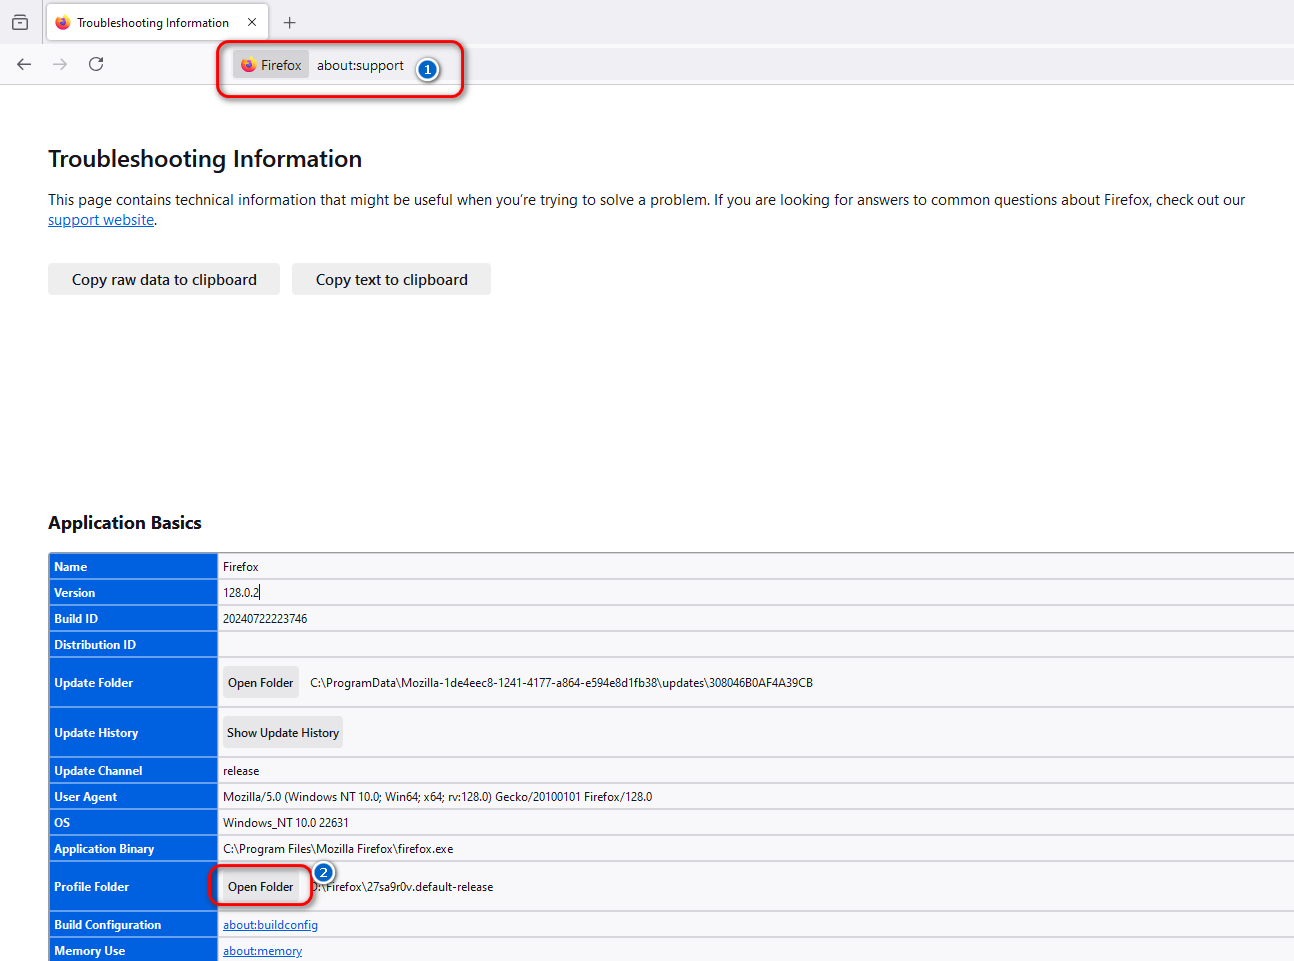 Troubleshooting Information
Firefox about:support 1
Troubleshooting Information
This page contains technical information that might be useful when you’re trying to solve a problem. If you are looking for answers to common questions about Firefox, check out our
support website.
Copy raw data to clipboard Copy text to clipboard
Application Basics
Name Firefox
Version 128.0.2
Build ID 20240722223746
Distribution ID
Update Folder Open Folder C:\ProgramData\Mozilla-1de4eec8-1241-4177-a864-e594e8d1fb38\updates\308046B0AF4A39CB
Update History Show Update History
Update Channel release
User Agent Mozilla/5.0 (Windows NT 10.0; Win64; x64; rv:128.0) Gecko/20100101 Firefox/128.0
OS Windows_NT 10.0 22631
Application Binary C:\Program Files\Mozilla Firefox\firefox.exe
2
Profile Folder Open Folder D:\Firefox\27sa9r0v.default-release
Build Configuration about:buildconfig
Memory Use about:memory